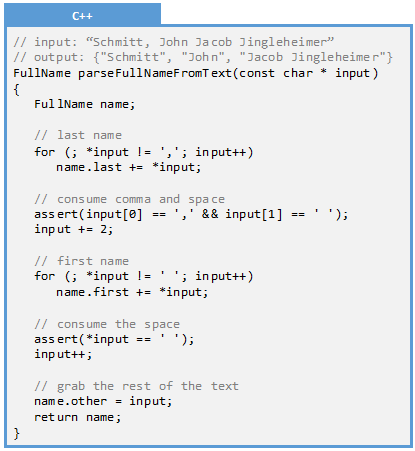 C++
// input: “Schmitt, John Jacob Jingleheimer”
// output: {"Schmitt", "John", "Jacob Jingleheimer"}
FullName parseFullNameFromText(const char * input)
{
   FullName name;

   // last name
   for (; *input != ','; input++)
      name.last += *input;

   // consume comma and space
   assert(input[0] == ',' && input[1] == ' ');
   input += 2;

   // first name
   for (; *input != ' '; input++)
      name.first += *input;

   // consume the space
   assert(*input == ' ');
   input++;

   // grab the rest of the text
   name.other = input;
   return name;
}